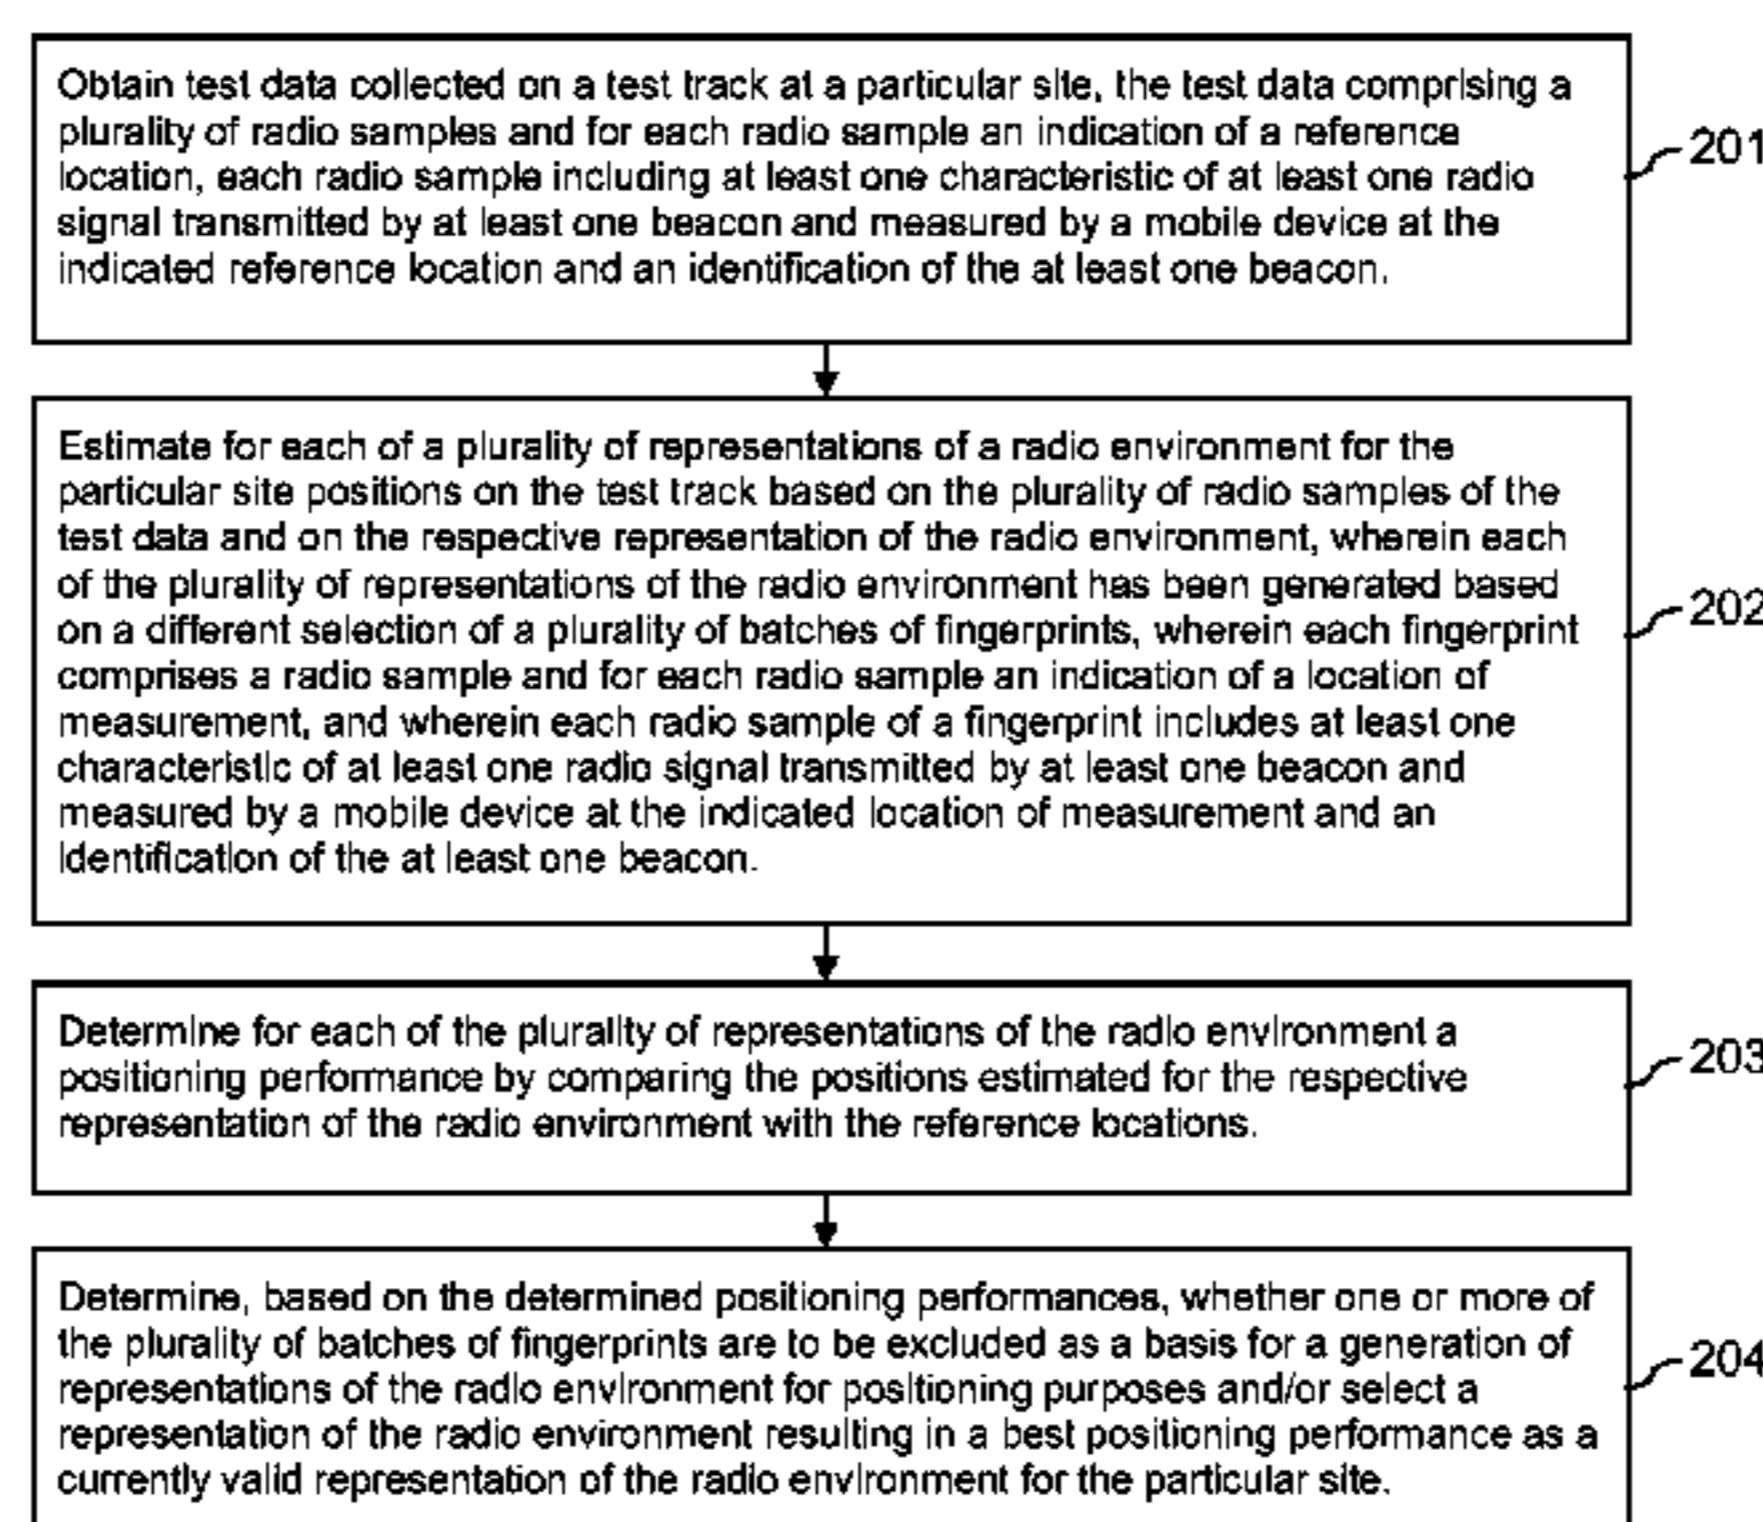 Obtain test data collected on a test track at a particular site, the test data comprising a
plurality of radio samples and for each radio sample an indication of a reference
location, each radio sample including at least one characteristic of at least one radio
signal transmitted by at least one beacon and measured by a mobile device at the
indicated reference location and an identification of the at least one beacon.
201
Estimate for each of a plurality of representations of a radio environment for the
particular site positions on the test track based on the plurality of radio samples of the
test data and on the respective representation of the radio environment, wherein each
of the plurality of representations of the radio environment has been generated based
on a different selection of a plurality of batches of fingerprints, wherein each fingerprint
comprises a radio sample and for each radio sample an indication of a location of
measurement, and wherein each radio sample of a fingerprint includes at least one
characteristic of at least one radio signal transmitted by at least one beacon and
measured by a mobile device at the indicated location of measurement and an
identification of the at least one beacon.
202
Determine for each of the plurality of representations of the radio environment a
positioning performance by comparing the positions estimated for the respective
representation of the radio environment with the reference locations.
203
Determine, based on the determined positioning performances, whether one or more of
the plurality of batches of fingerprints are to be excluded as a basis for a generation of
representations of the radio environment for positioning purposes and/or select a
representation of the radio environment resulting in a best positioning performance as a
currently valid representation of the radio environment for the particular site.
204